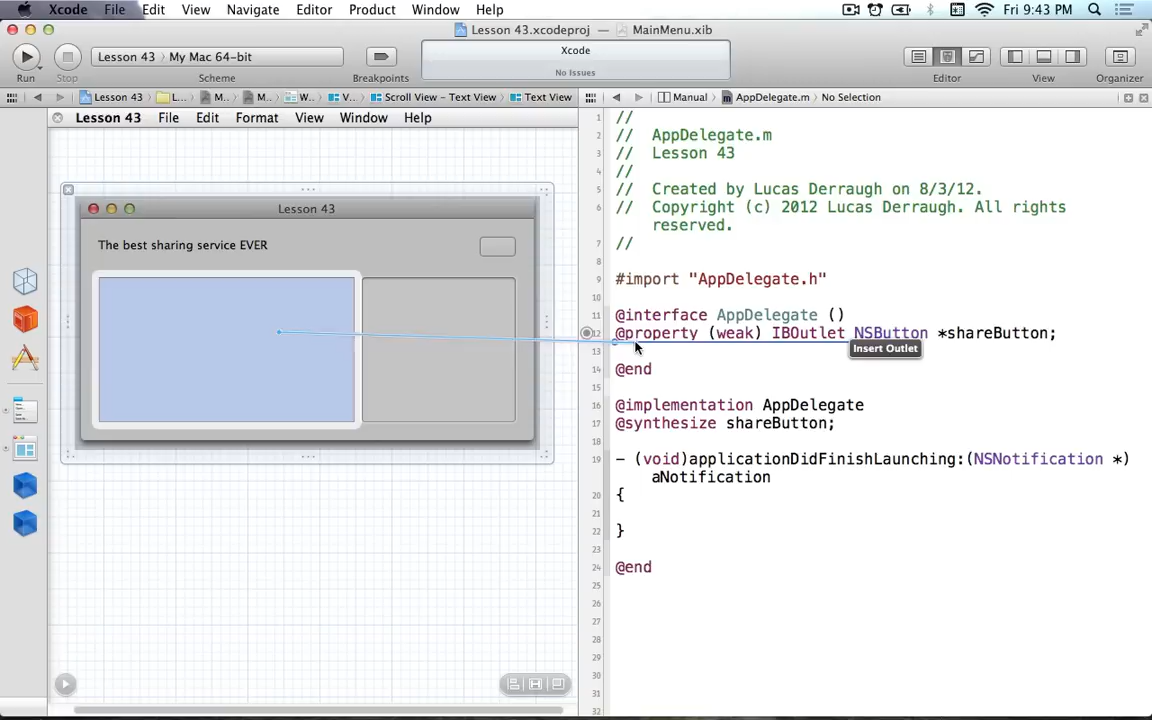 Xcode File Edit View Navigate Editor Product Window Help Fri 9:43 PM
Lesson 43.xcodeproj — MainMenu.xib
Lesson 43 〉 My Mac 64-bit
Xcode
No Issues
Run Stop Scheme Breakpoints Editor View Organizer
Lesson 43 L... M... M... W... V... Scroll View – Text View Text View
Manual AppDelegate.m No Selection
Lesson 43 File Edit Format View Window Help
Lesson 43
The best sharing service EVER
1 //
2 // AppDelegate.m
3 // Lesson 43
4 //
5 // Created by Lucas Derraugh on 8/3/12.
6 // Copyright (c) 2012 Lucas Derraugh. All rights
reserved.
7 //
8
9 #import "AppDelegate.h"
10
11 @interface AppDelegate ()
12 @property (weak) IBOutlet NSButton *shareButton;
Insert Outlet
13
14 @end
15
16 @implementation AppDelegate
17 @synthesize shareButton;
18
19 - (void)applicationDidFinishLaunching:(NSNotification *)
aNotification
20 {
21
22 }
23
24 @end
25
26
27
28
29
30
31
32